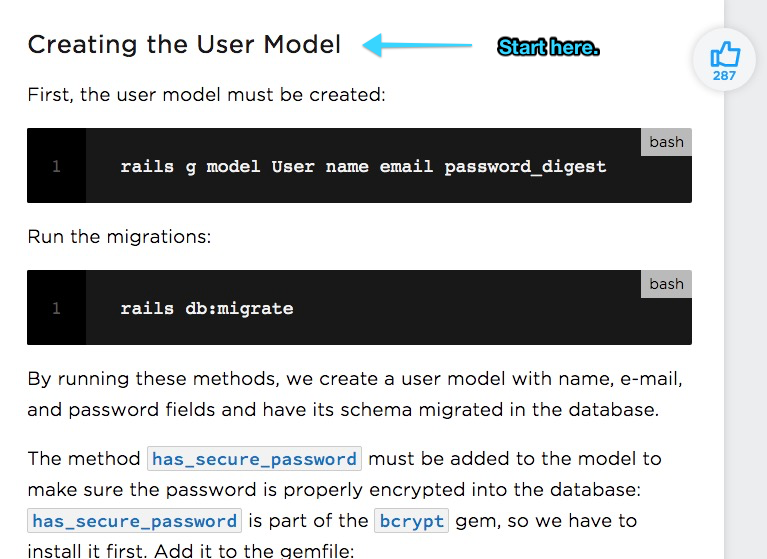 Creating the User Model
Start here.
287
First, the user model must be created:
bash
1 rails g model User name email password_digest
Run the migrations:
bash
1 rails db:migrate
By running these methods, we create a user model with name, e-mail,
and password fields and have its schema migrated in the database.
The method has_secure_password must be added to the model to
make sure the password is properly encrypted into the database:
has_secure_password is part of the bcrypt gem, so we have to
install it first. Add it to the gemfile: